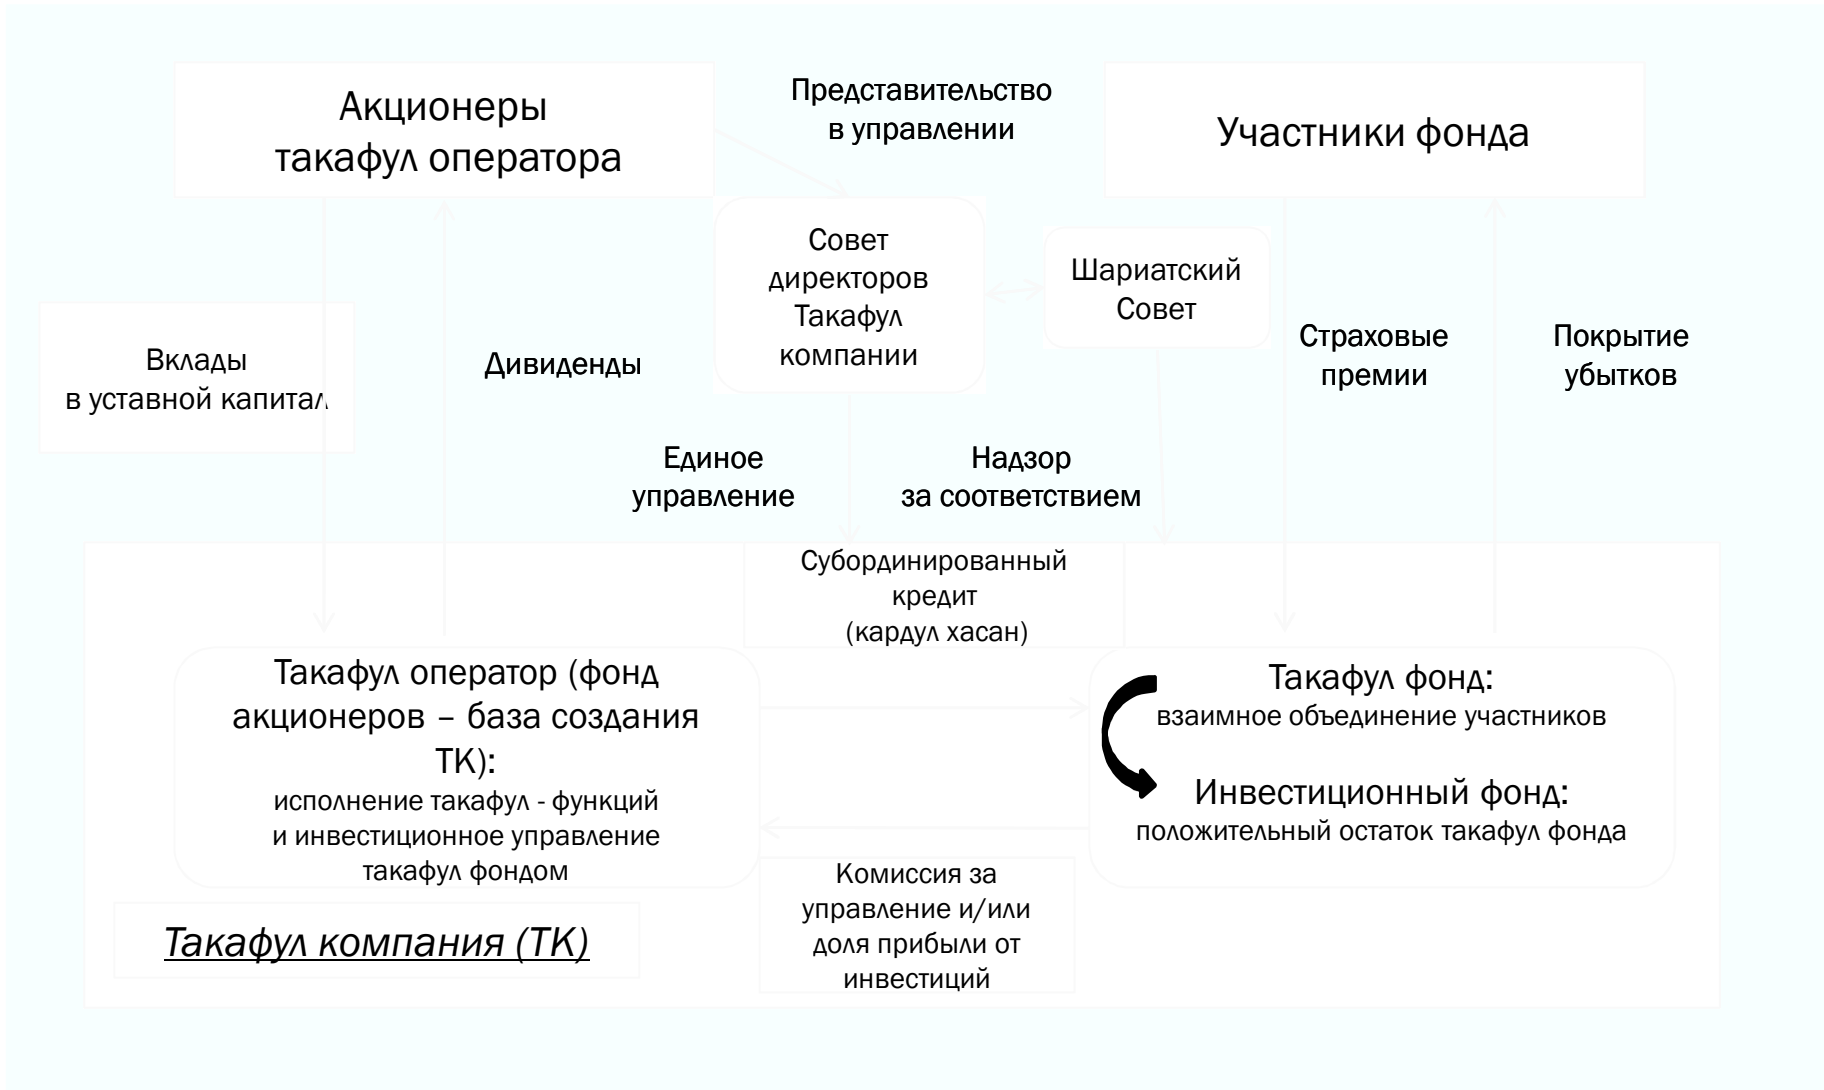 Акционеры
такафул оператора
Представительство
в управлении
Участники фонда
Совет
директоров
Такафул
компании
Шариатский
Совет
Вклады
в уставной капитал
Дивиденды
Страховые
премии
Покрытие
убытков
Единое
управление
Надзор
за соответствием
Субординированный
кредит
(кардул хасан)
Такафул оператор (фонд
акционеров – база создания
ТК):
исполнение такафул - функций
и инвестиционное управление
такафул фондом
Такафул фонд:
взаимное объединение участников
Инвестиционный фонд:
положительный остаток такафул фонда
Комиссия за
управление и/или
доля прибыли от
инвестиций
Такафул компания (ТК)